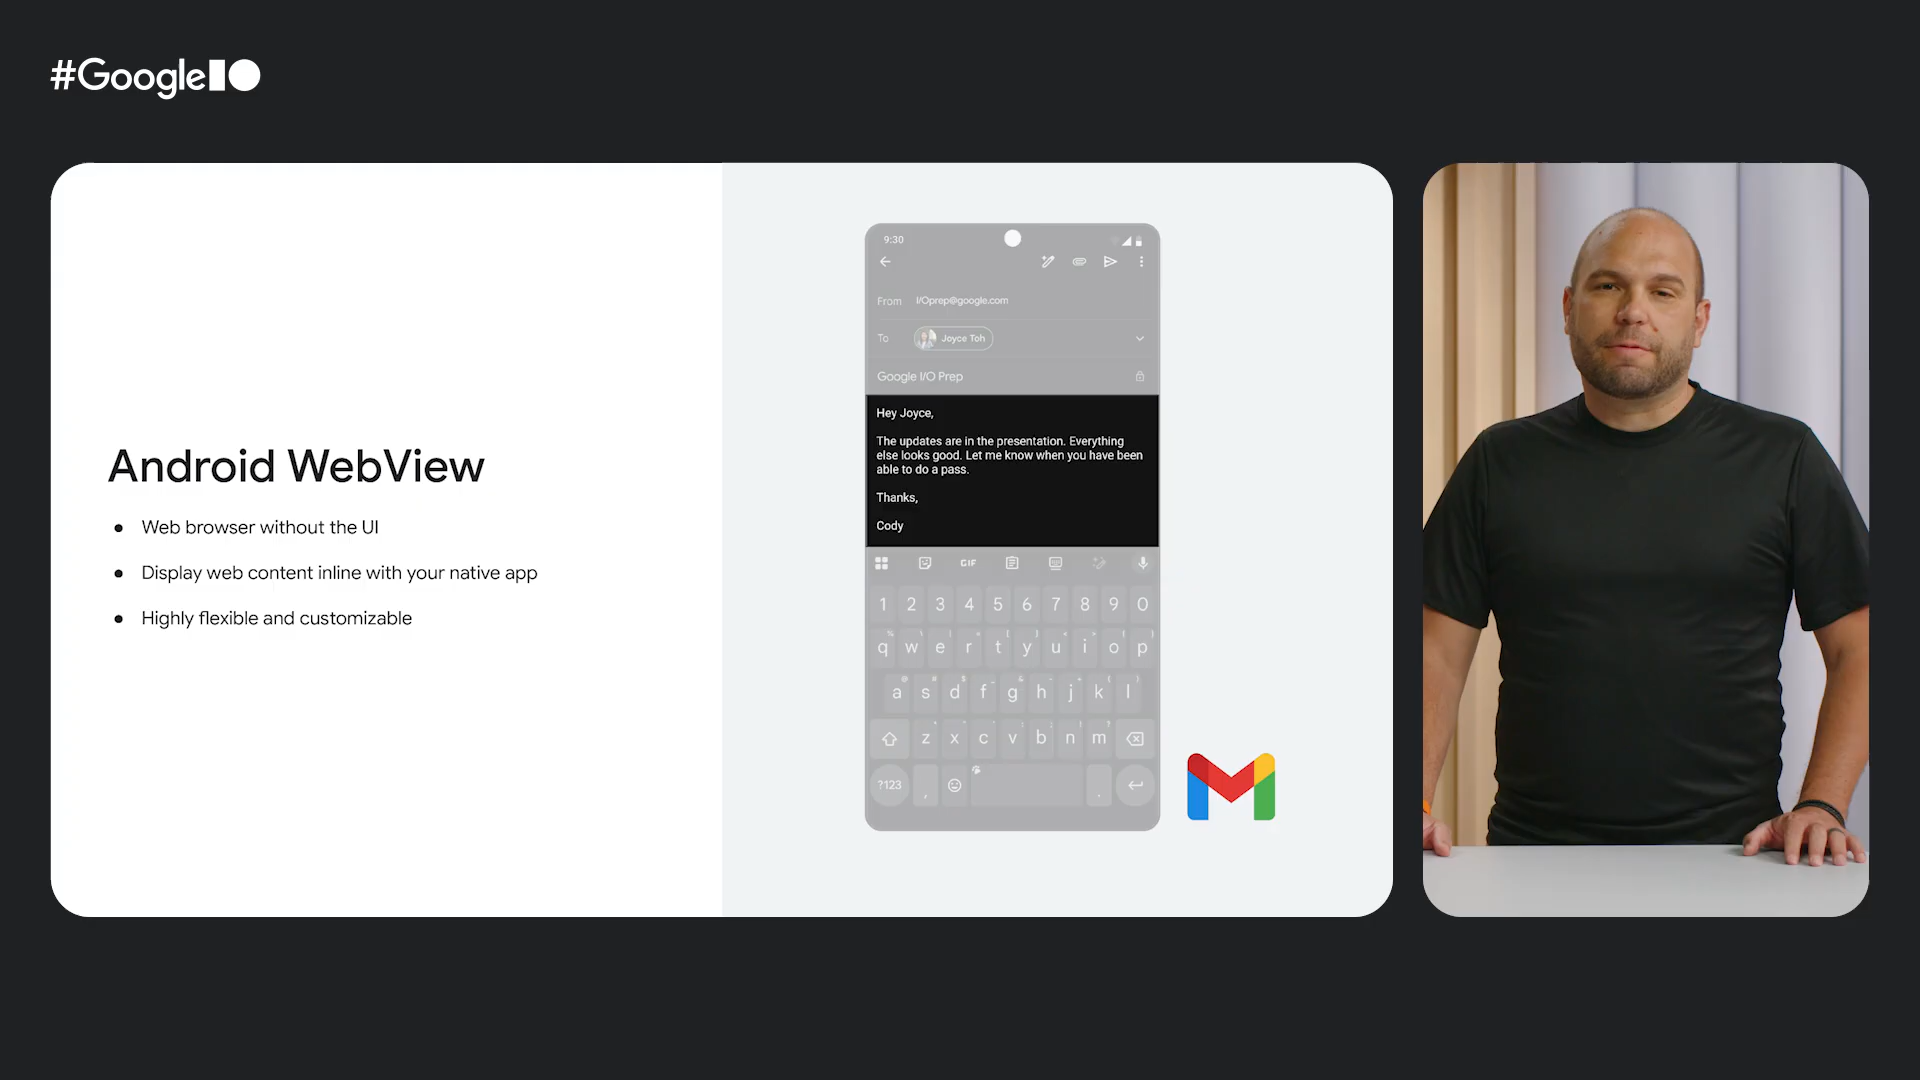 #GoogleIO
Android WebView
Web browser without the UI
Display web content inline with your native app
Highly flexible and customizable
9:30
From I/Oprep@google.com
To Joyce Toh
Google I/O Prep
Hey Joyce,
The updates are in the presentation. Everything
else looks good. Let me know when you have been
able to do a pass.
Thanks,
Cody
GIF
1 2 3 4 5 6 7 8 9 0
q w e r t y u i o p
a s d f g h j k l
z x c v b n m
?123 , .